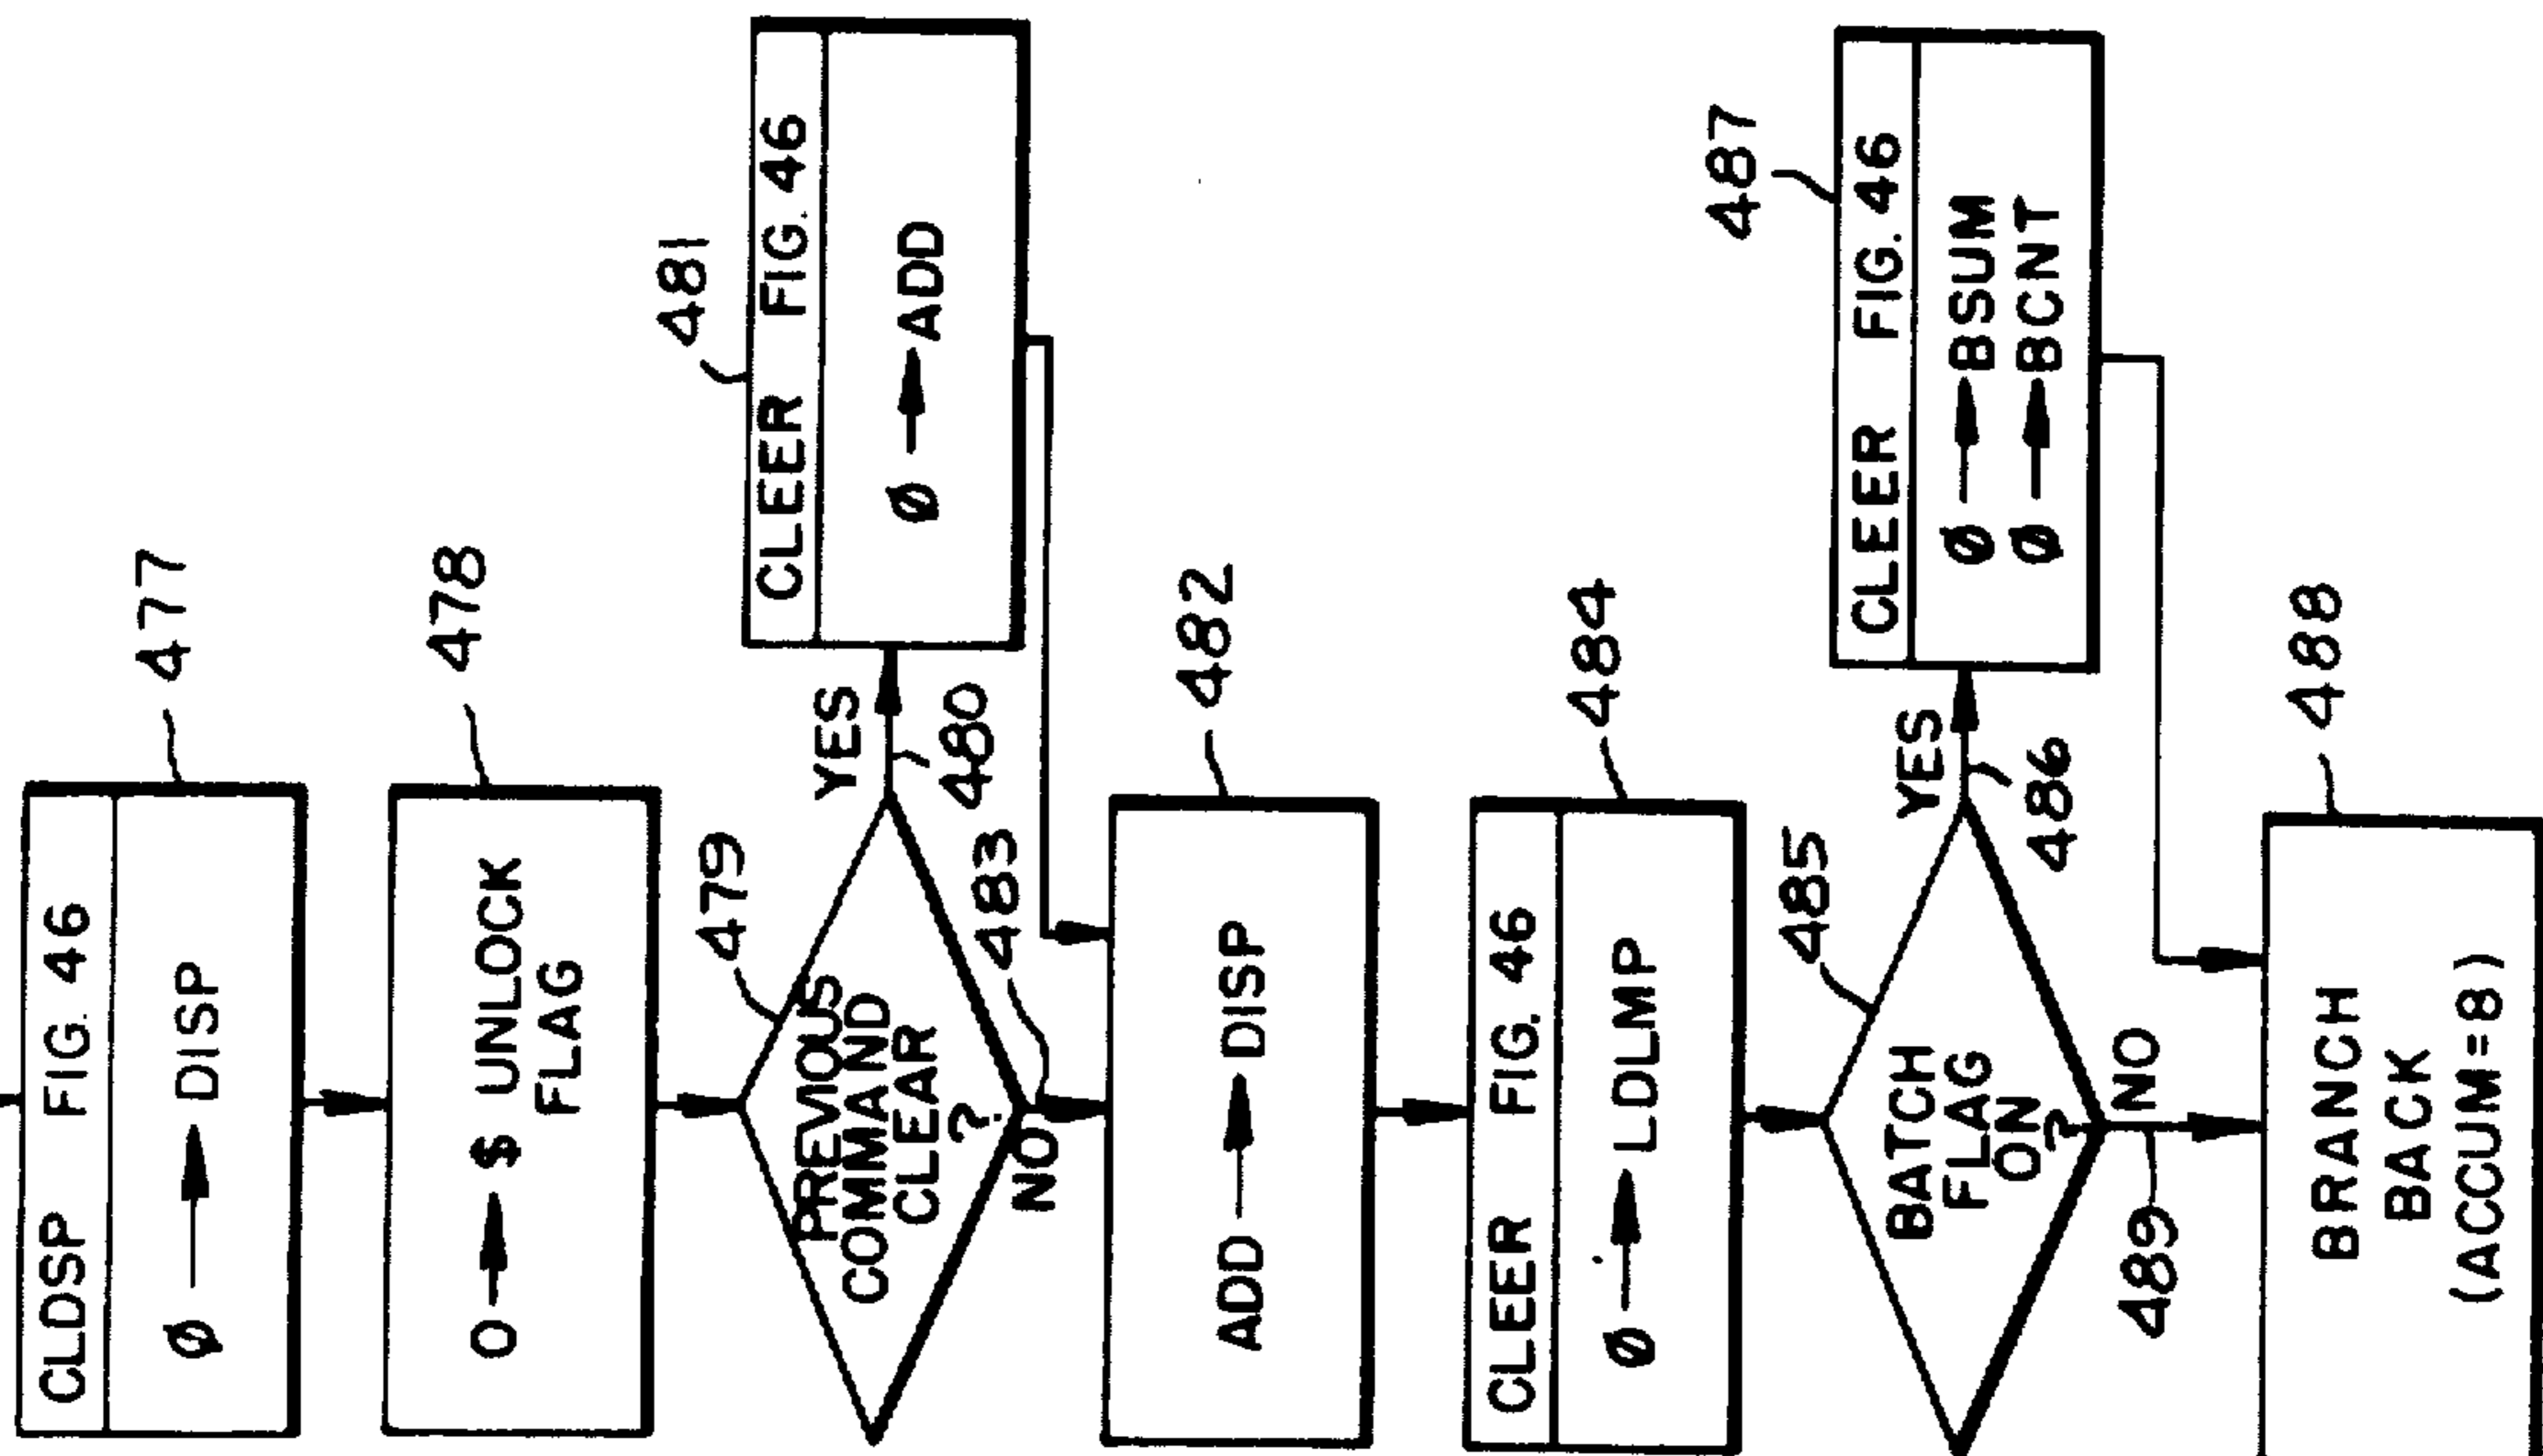 CLDSP FIG. 46
Ø → DISP
477
O → $ UNLOCK
FLAG
478
PREVIOUS
COMMAND
CLEAR
?
479
YES
480
CLEER FIG. 46
Ø → ADD
481
NO
483
ADD → DISP
482
CLEER FIG. 46
Ø → LDLMP
484
BATCH
FLAG
ON
?
485
YES
486
CLEER FIG. 46
Ø → BSUM
Ø → BCNT
487
NO
489
BRANCH
BACK
(ACCUM=8)
488